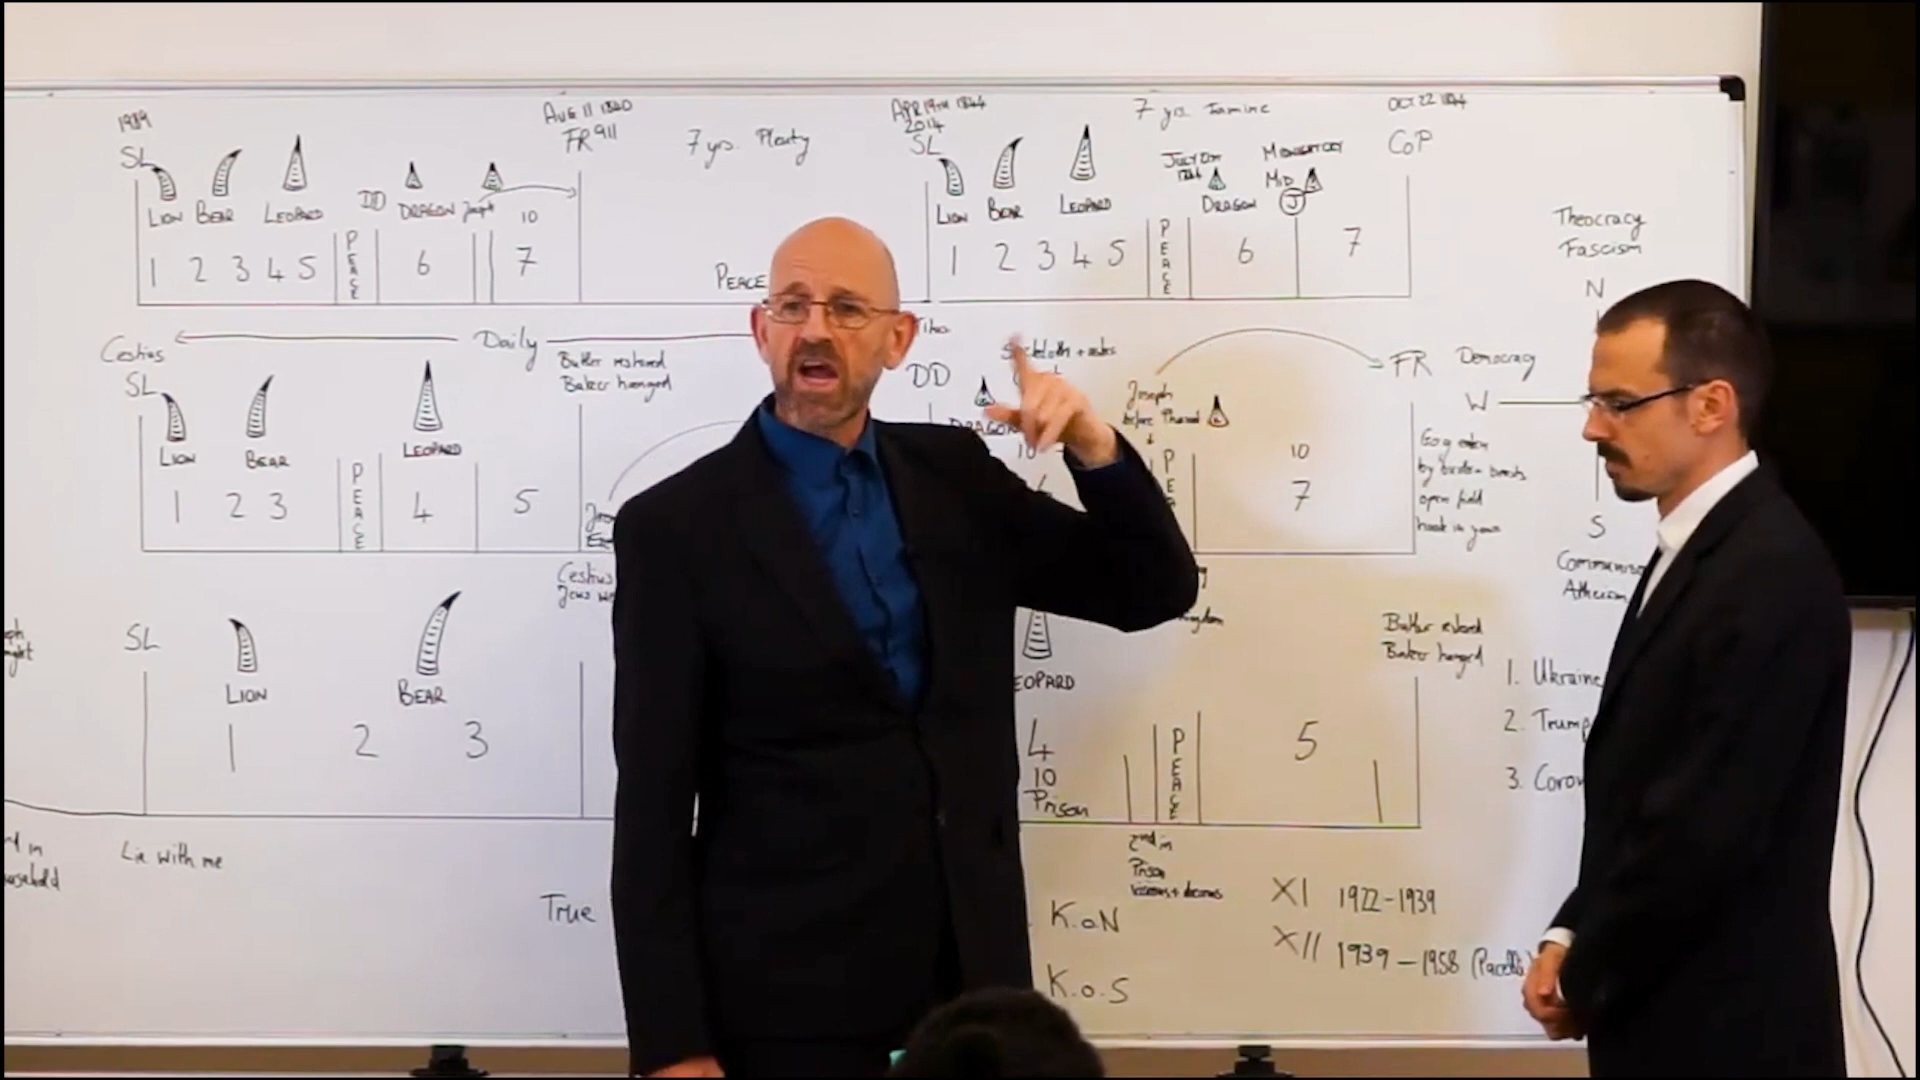 1989
AUG 11 1840
APR 19TH 1844
7 yrs. Famine
OCT 22 1844
SL
FR 911
7 yrs. Plenty
2014
SL
CoP
JULY 21st
1844
MIDNIGHT CRY
MID
J
LION BEAR LEOPARD
DD
DRAGON Joseph
10
LION BEAR LEOPARD
DRAGON
1 2 3 4 5
PEACE
6
7
PEACE
1 2 3 4 5
PEACE
6
7
Theocracy
Fascism
N
Cestius
Daily
Butler restored
Baker hanged
Sackcloth + ashes
DD
SL
LION BEAR LEOPARD
DRAGON
10
Joseph
before Pharaoh
FR
Democracy
W
1 2 3
PEACE
4
5
10
7
Gog eaten
by
beasts
open field
hook in jaws
S
Communism
Atheism
Cestius
SL
LION
BEAR
LEOPARD
Butler restored
Baker hanged
1 2 3
4
10
Prison
PEACE
5
1. Ukraine
2. Trump
3. Coron
Lie with me
2nd in
Prison
visions + dreams
True
K.oN
K.o.S
XI 1922-1939
XII 1939-1958 (Pacelli)